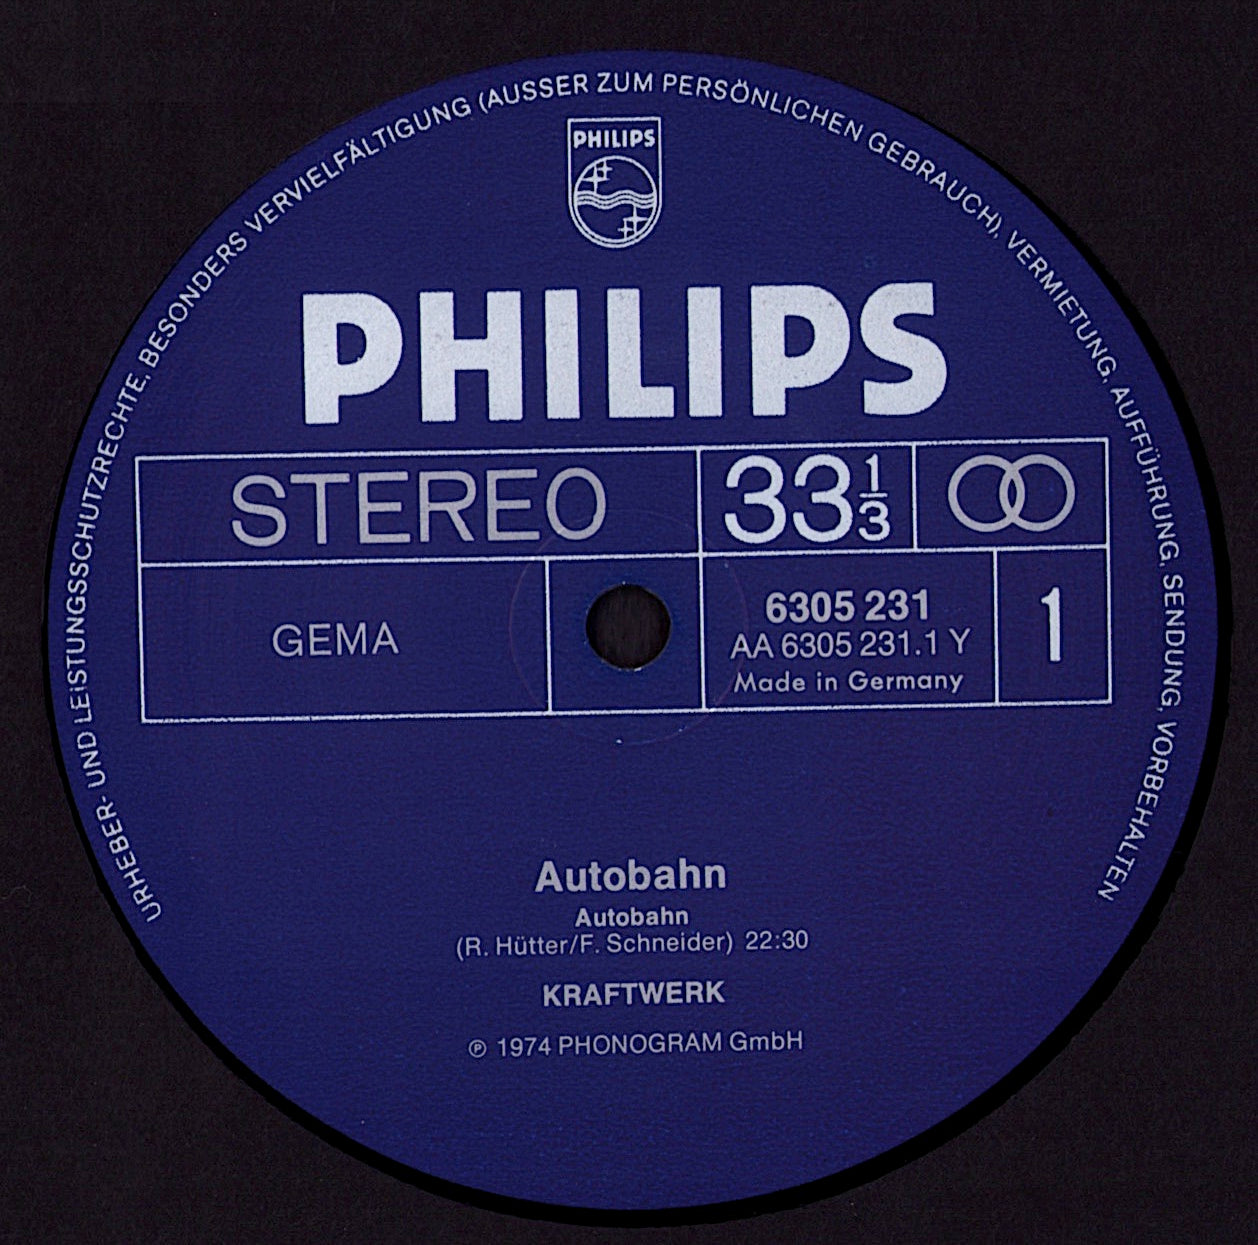 URHEBER- UND LEISTUNGSSCHUTZRECHTE, BESONDERS VERVIELFÄLTIGUNG (AUSSER ZUM PERSÖNLICHEN GEBRAUCH), VERMIETUNG, AUFFÜHRUNG, SENDUNG, VORBEHALTEN
PHILIPS
PHILIPS
STEREO 33 1/3
GEMA
6305 231
AA 6305 231.1 Y
Made in Germany
1
Autobahn
Autobahn
(R. Hütter/F. Schneider) 22:30
KRAFTWERK
℗ 1974 PHONOGRAM GmbH